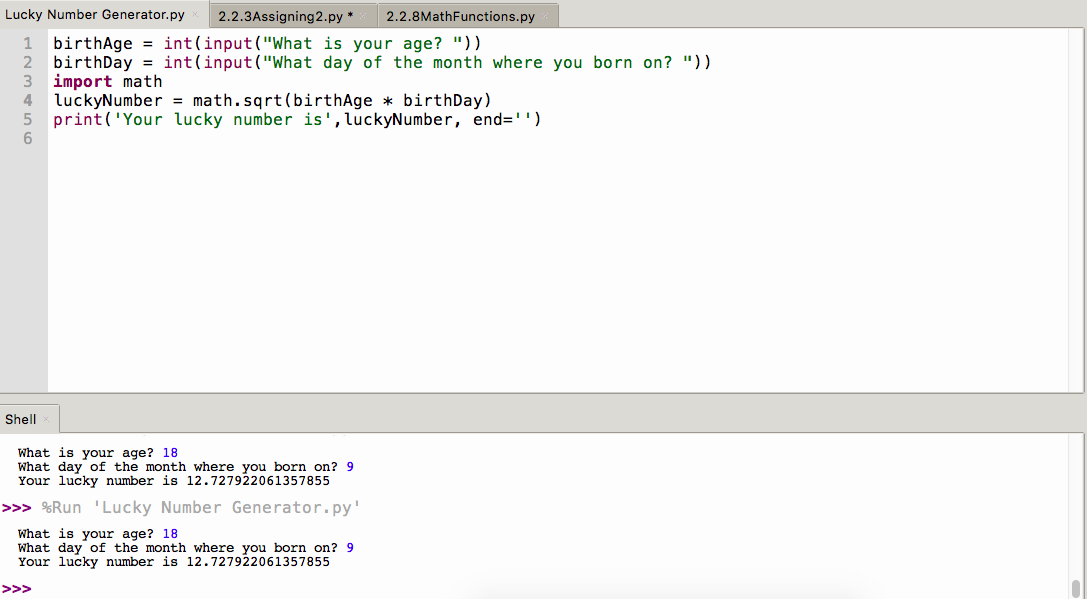 Lucky Number Generator.py × 2.2.3Assigning2.py * × 2.2.8MathFunctions.py ×
1 birthAge = int(input("What is your age? "))
2 birthDay = int(input("What day of the month where you born on? "))
3 import math
4 luckyNumber = math.sqrt(birthAge * birthDay)
5 print('Your lucky number is',luckyNumber, end='')
6
Shell ×
What is your age? 18
What day of the month where you born on? 9
Your lucky number is 12.727922061357855
>>> %Run 'Lucky Number Generator.py'
What is your age? 18
What day of the month where you born on? 9
Your lucky number is 12.727922061357855
>>>